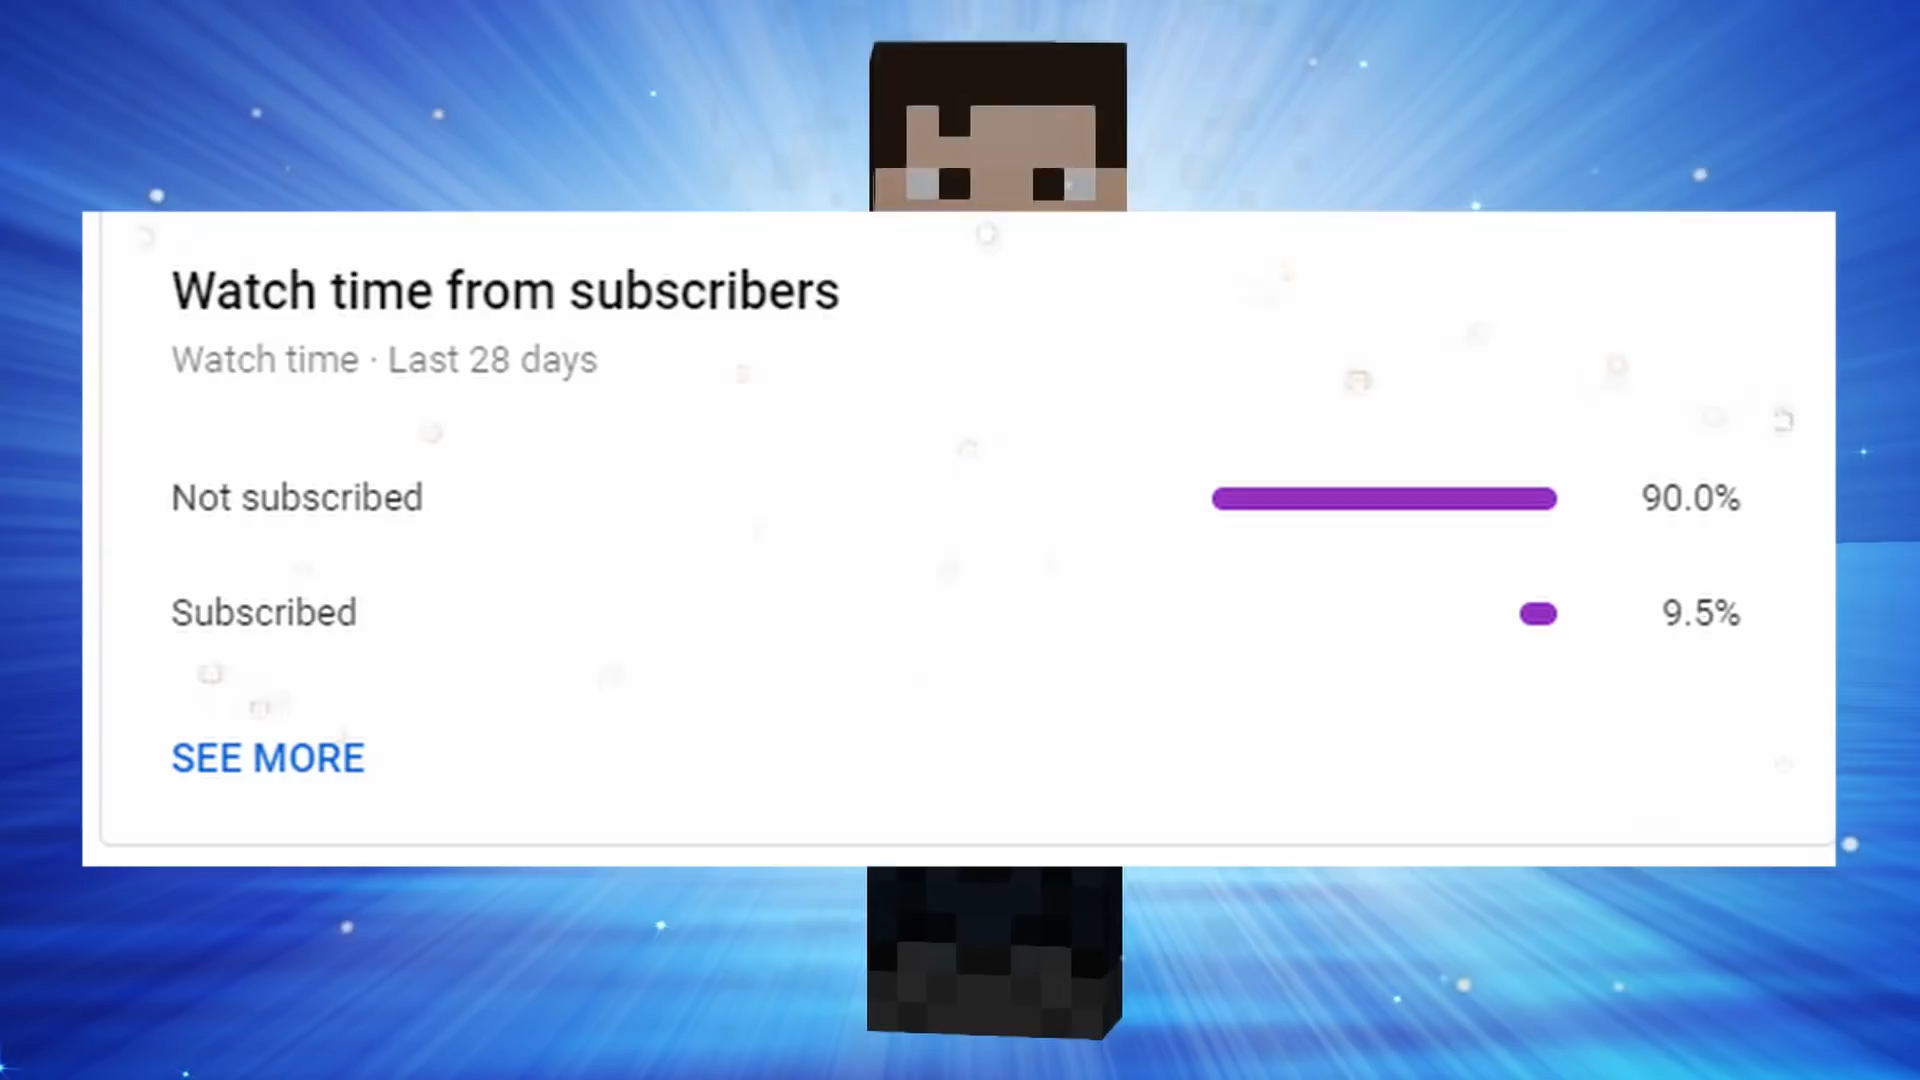 Watch time from subscribers
Watch time · Last 28 days
Not subscribed 90.0%
Subscribed 9.5%
SEE MORE